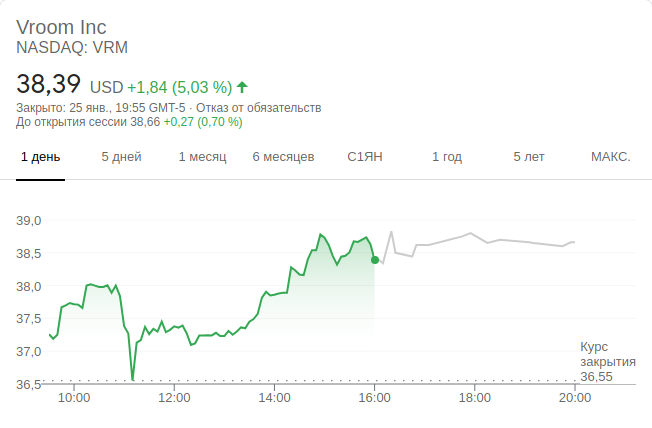 Vroom Inc
NASDAQ: VRM
38,39 USD +1,84 (5,03 %)
Закрыто: 25 янв., 19:55 GMT-5 · Отказ от обязательств
До открытия сессии 38,66 +0,27 (0,70 %)
1 день 5 дней 1 месяц 6 месяцев С1ЯН 1 год 5 лет МАКС.
39,0
38,5
38,0
37,5
37,0
Курс
закрытия
36,55
36,5
10:00 12:00 14:00 16:00 18:00 20:00